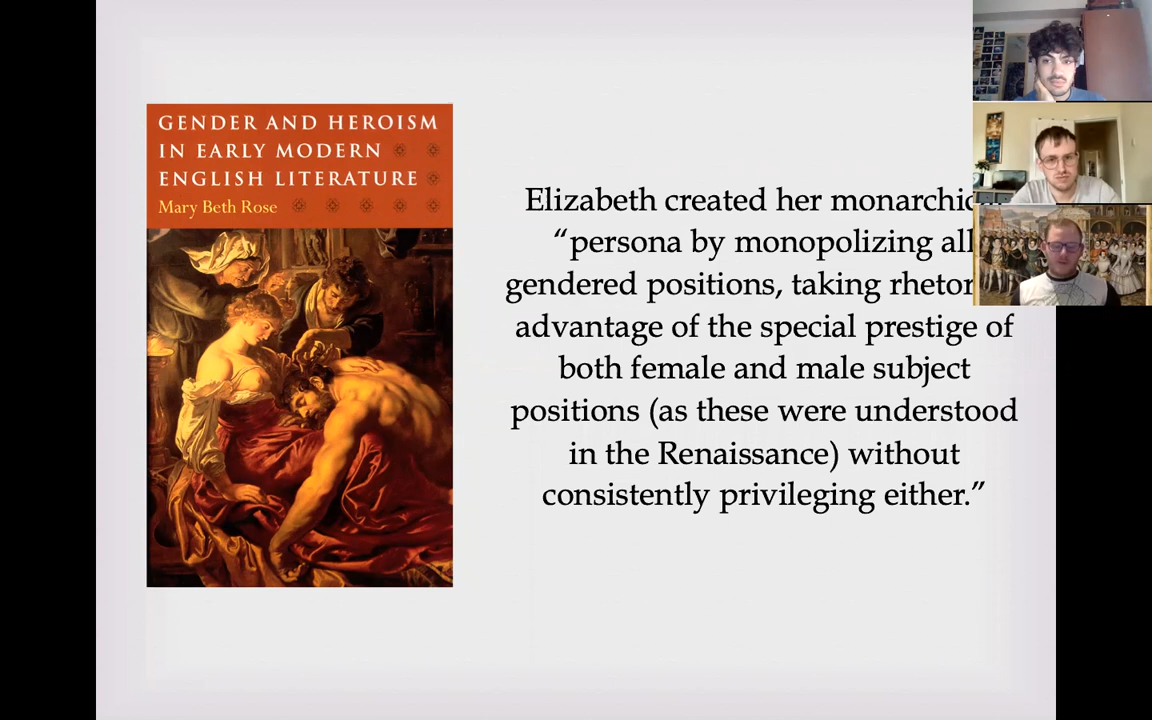 GENDER AND HEROISM
IN EARLY MODERN
ENGLISH LITERATURE
Mary Beth Rose
Elizabeth created her
“persona by monopolizing all
gendered positions, taking
advantage of the special prestige of
both female and male subject
positions (as these were understood
in the Renaissance) without
consistently privileging either.”